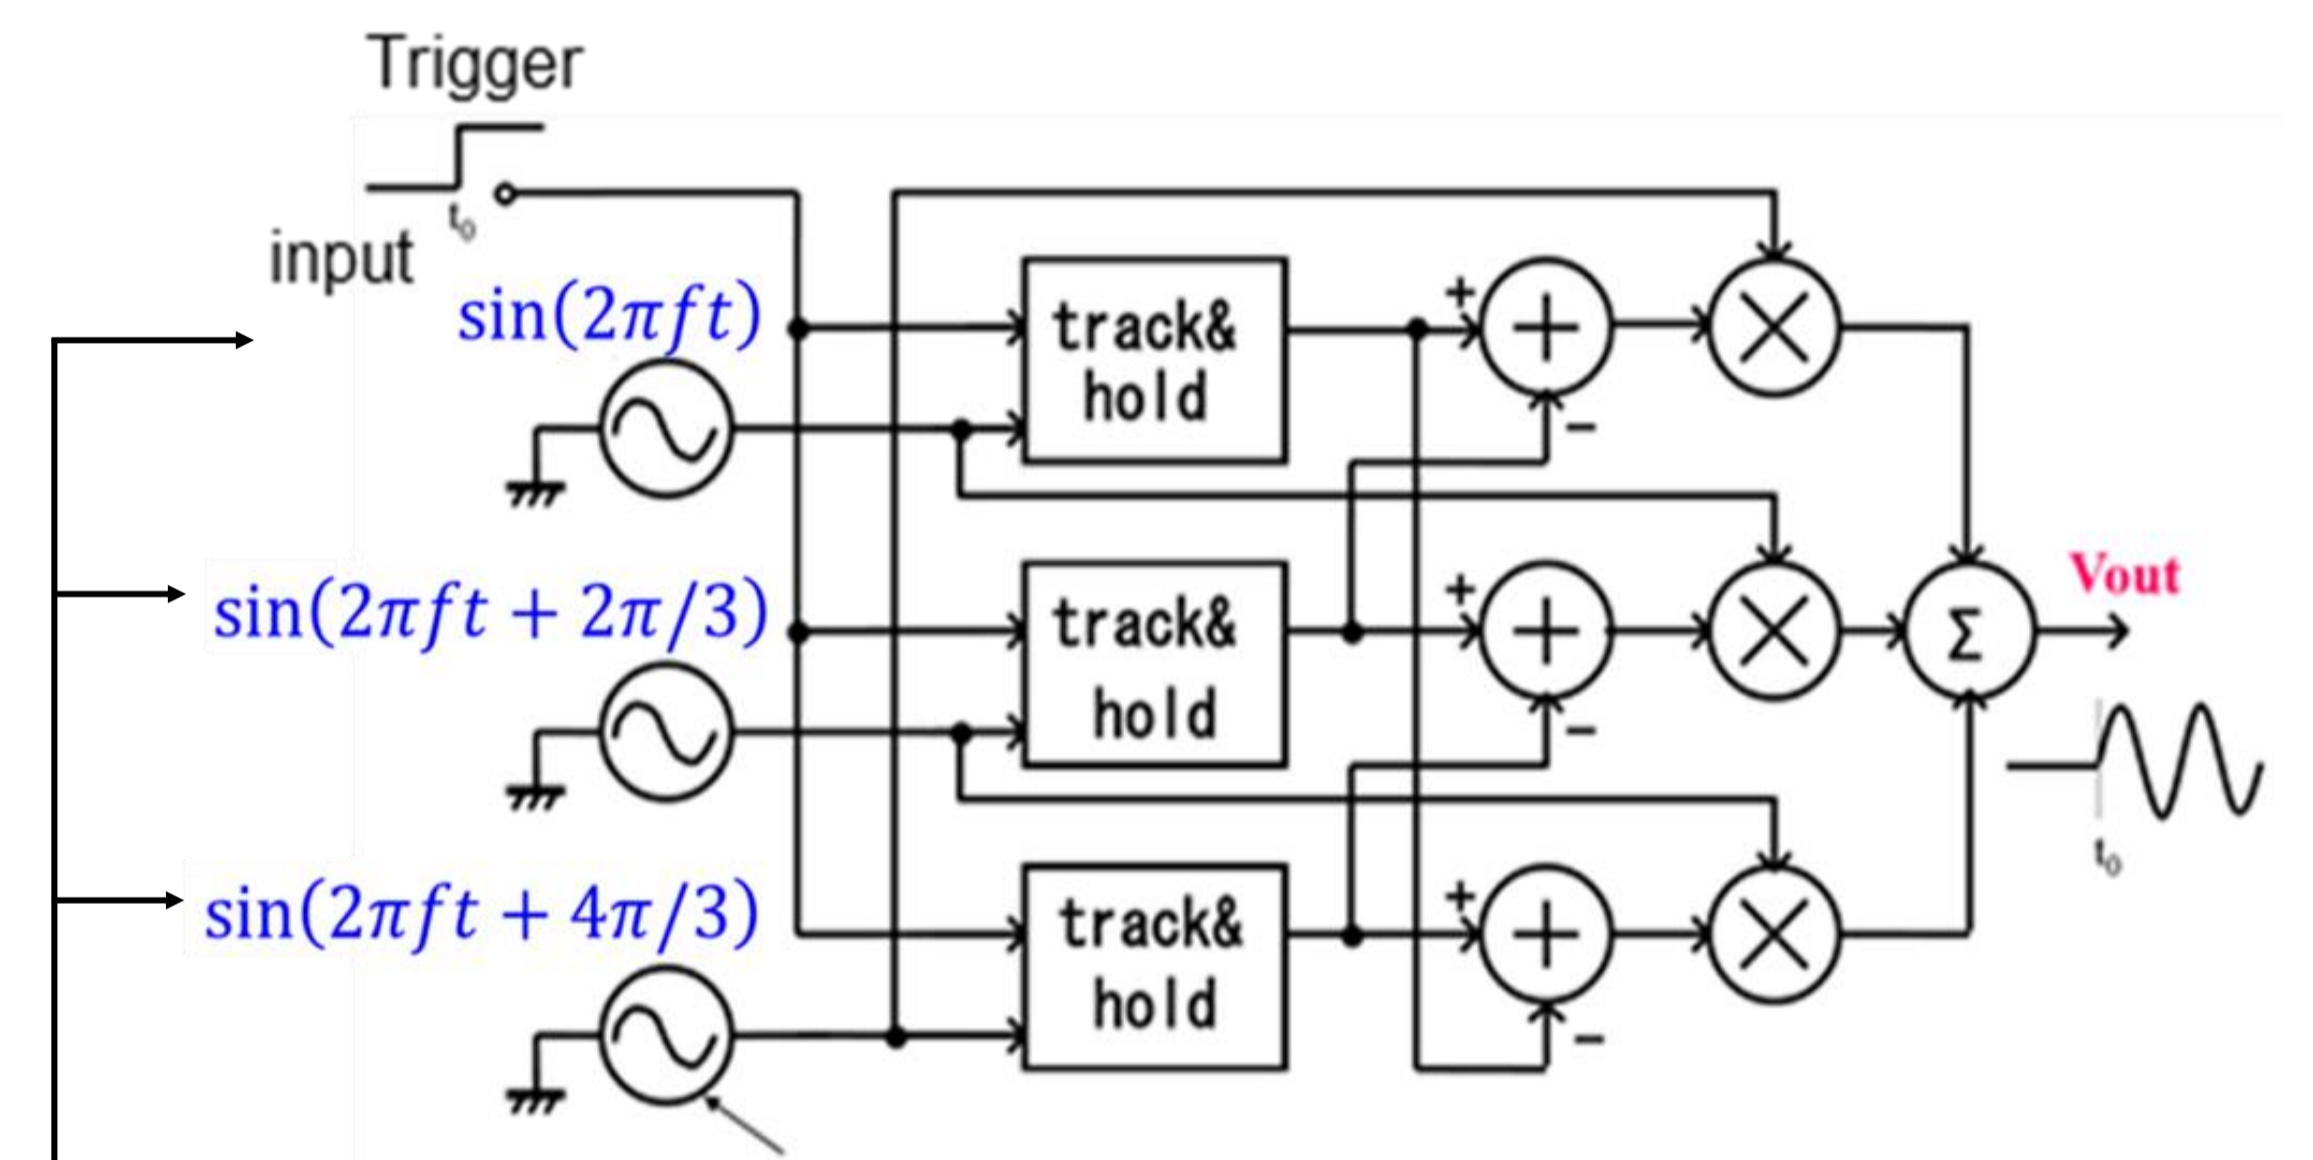 Trigger
t₀
input
sin(2πft)
track&
hold
+
−
sin(2πft + 2π/3)
track&
hold
+
−
Σ
Vout
t₀
sin(2πft + 4π/3)
track&
hold
+
−